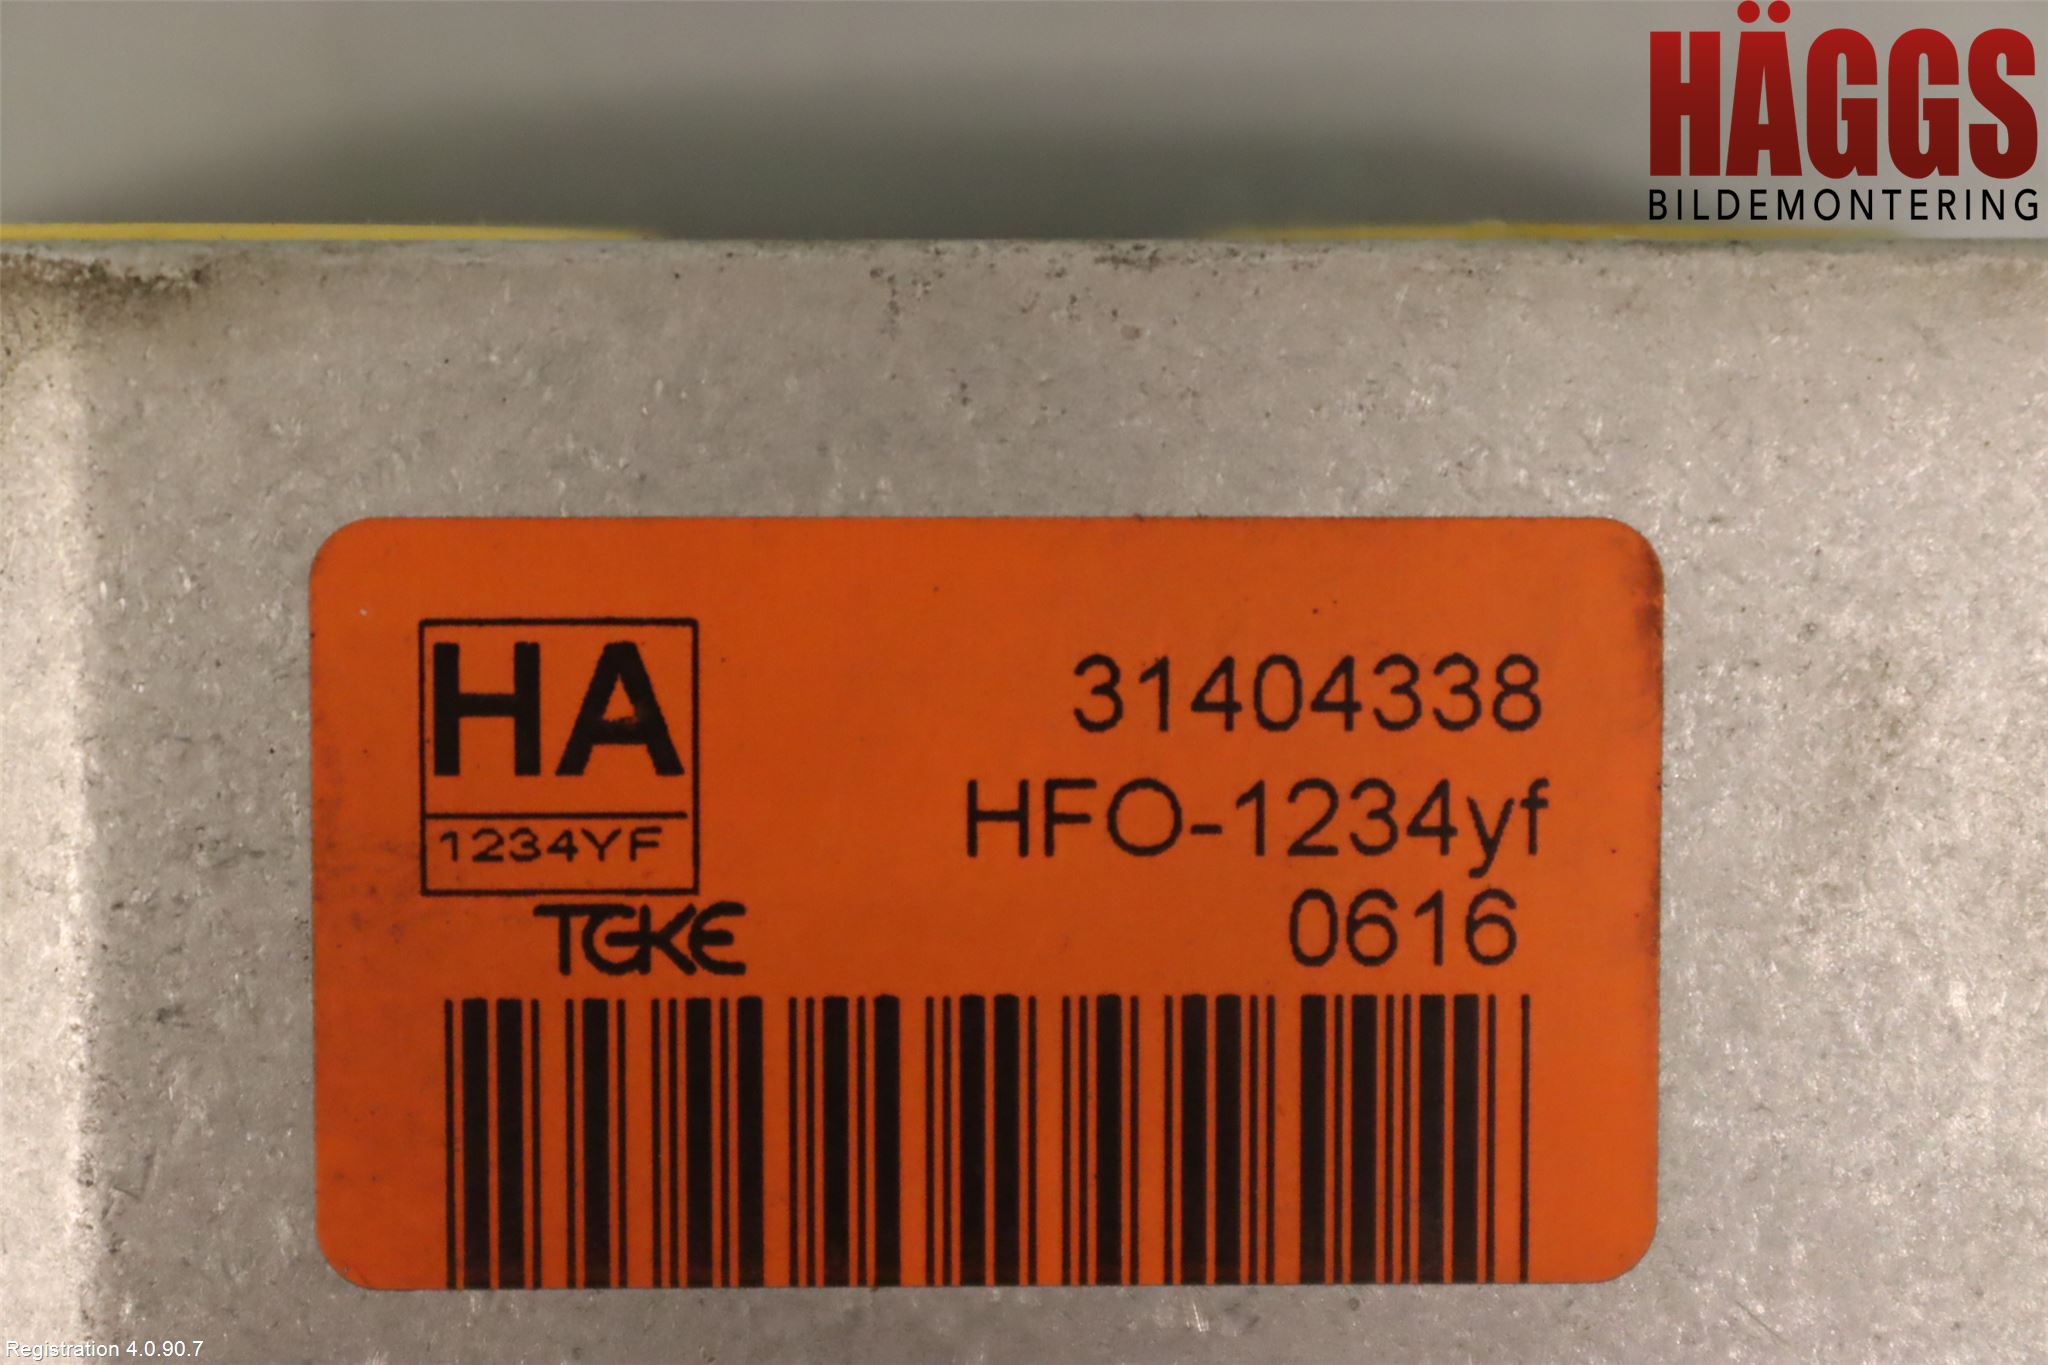 HÄGGS
BILDEMONTERING
HA
1234YF
31404338
HFO-1234yf
0616
TGKE
Registration 4.0.90.7